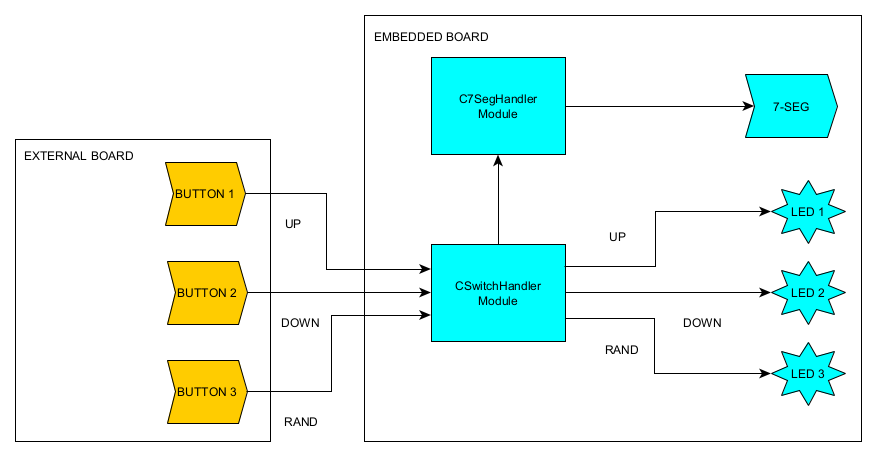 EMBEDDED BOARD
C7SegHandler
Module
7-SEG
EXTERNAL BOARD
BUTTON 1
UP
BUTTON 2
DOWN
BUTTON 3
RAND
CSwitchHandler
Module
UP
LED 1
LED 2
DOWN
RAND
LED 3